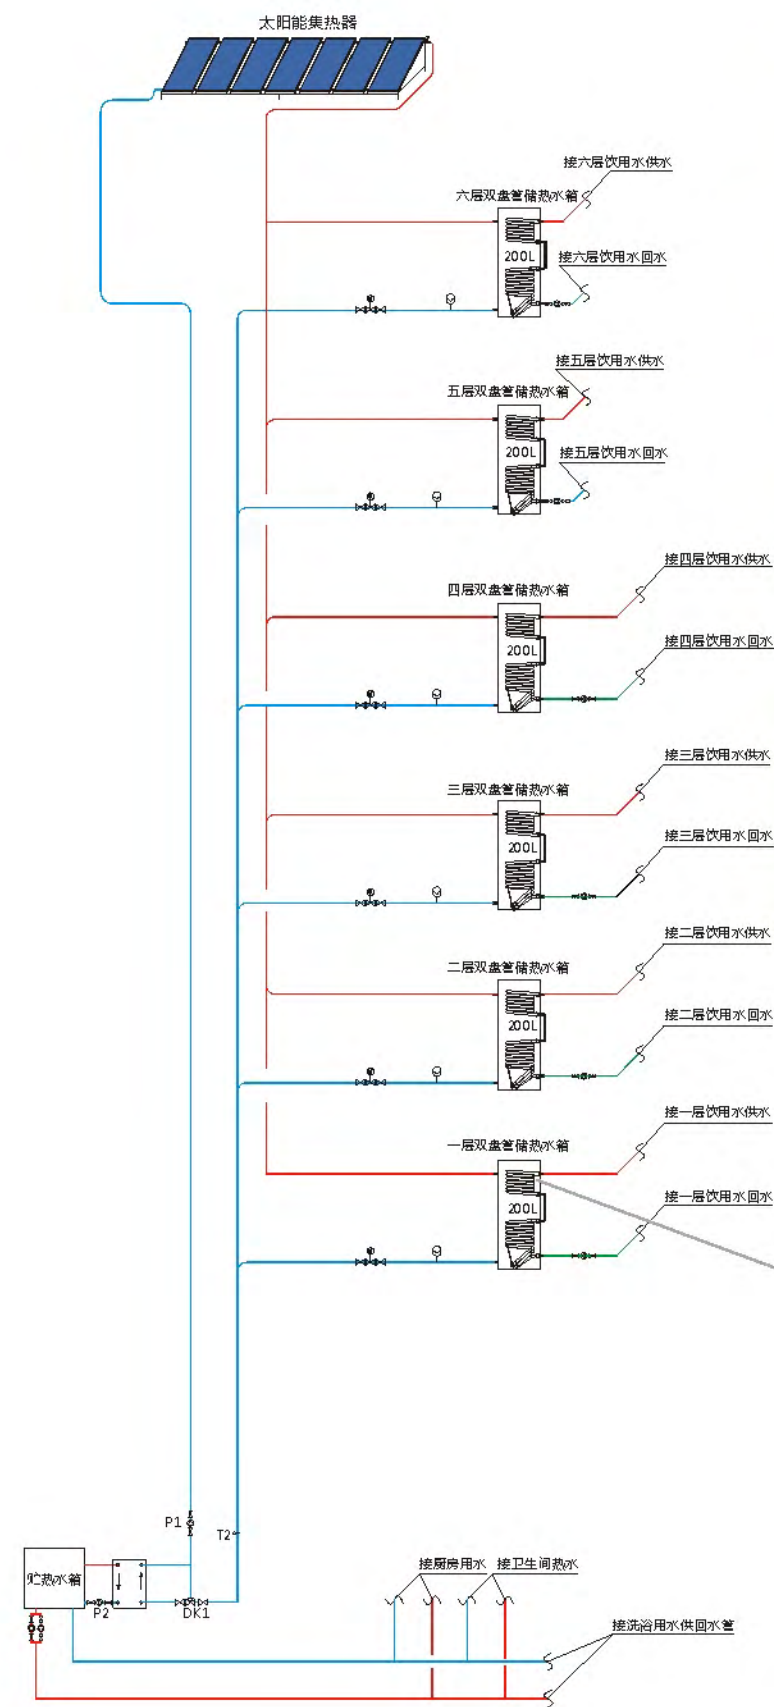 太阳能集热器
接六层饮用水供水
六层双盘管储热水箱
200L
接六层饮用水回水
接五层饮用水供水
五层双盘管储热水箱
200L
接五层饮用水回水
接四层饮用水供水
四层双盘管储热水箱
200L
接四层饮用水回水
接三层饮用水供水
三层双盘管储热水箱
200L
接三层饮用水回水
接二层饮用水供水
二层双盘管储热水箱
200L
接二层饮用水回水
接一层饮用水供水
一层双盘管储热水箱
200L
接一层饮用水回水
P1
T2
贮热水箱
P2
DK1
接厨房用水
接卫生间热水
接洗浴用水供回水管